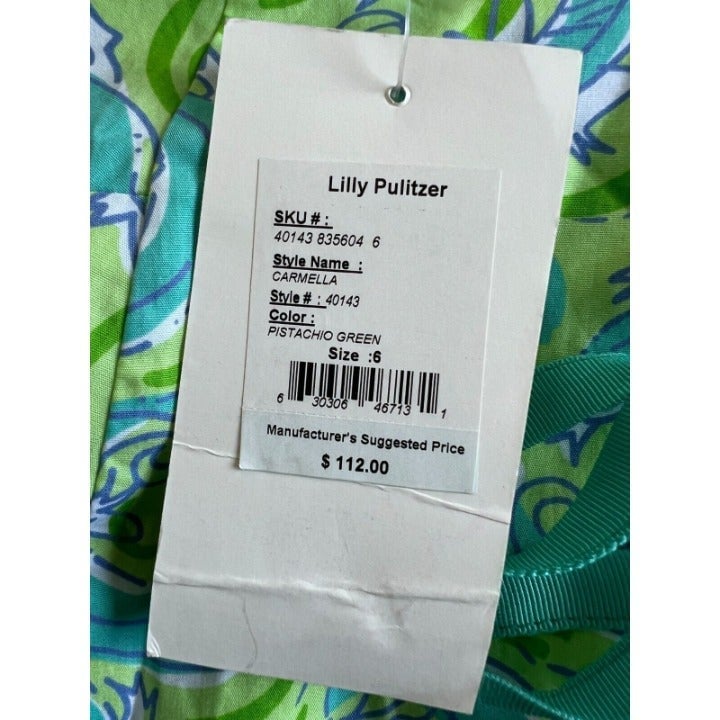 Lilly Pulitzer
SKU # :
40143 835604 6
Style Name :
CARMELLA
Style # : 40143
Color :
PISTACHIO GREEN
Size :6
6 30306 46713 1
Manufacturer's Suggested Price
$ 112.00